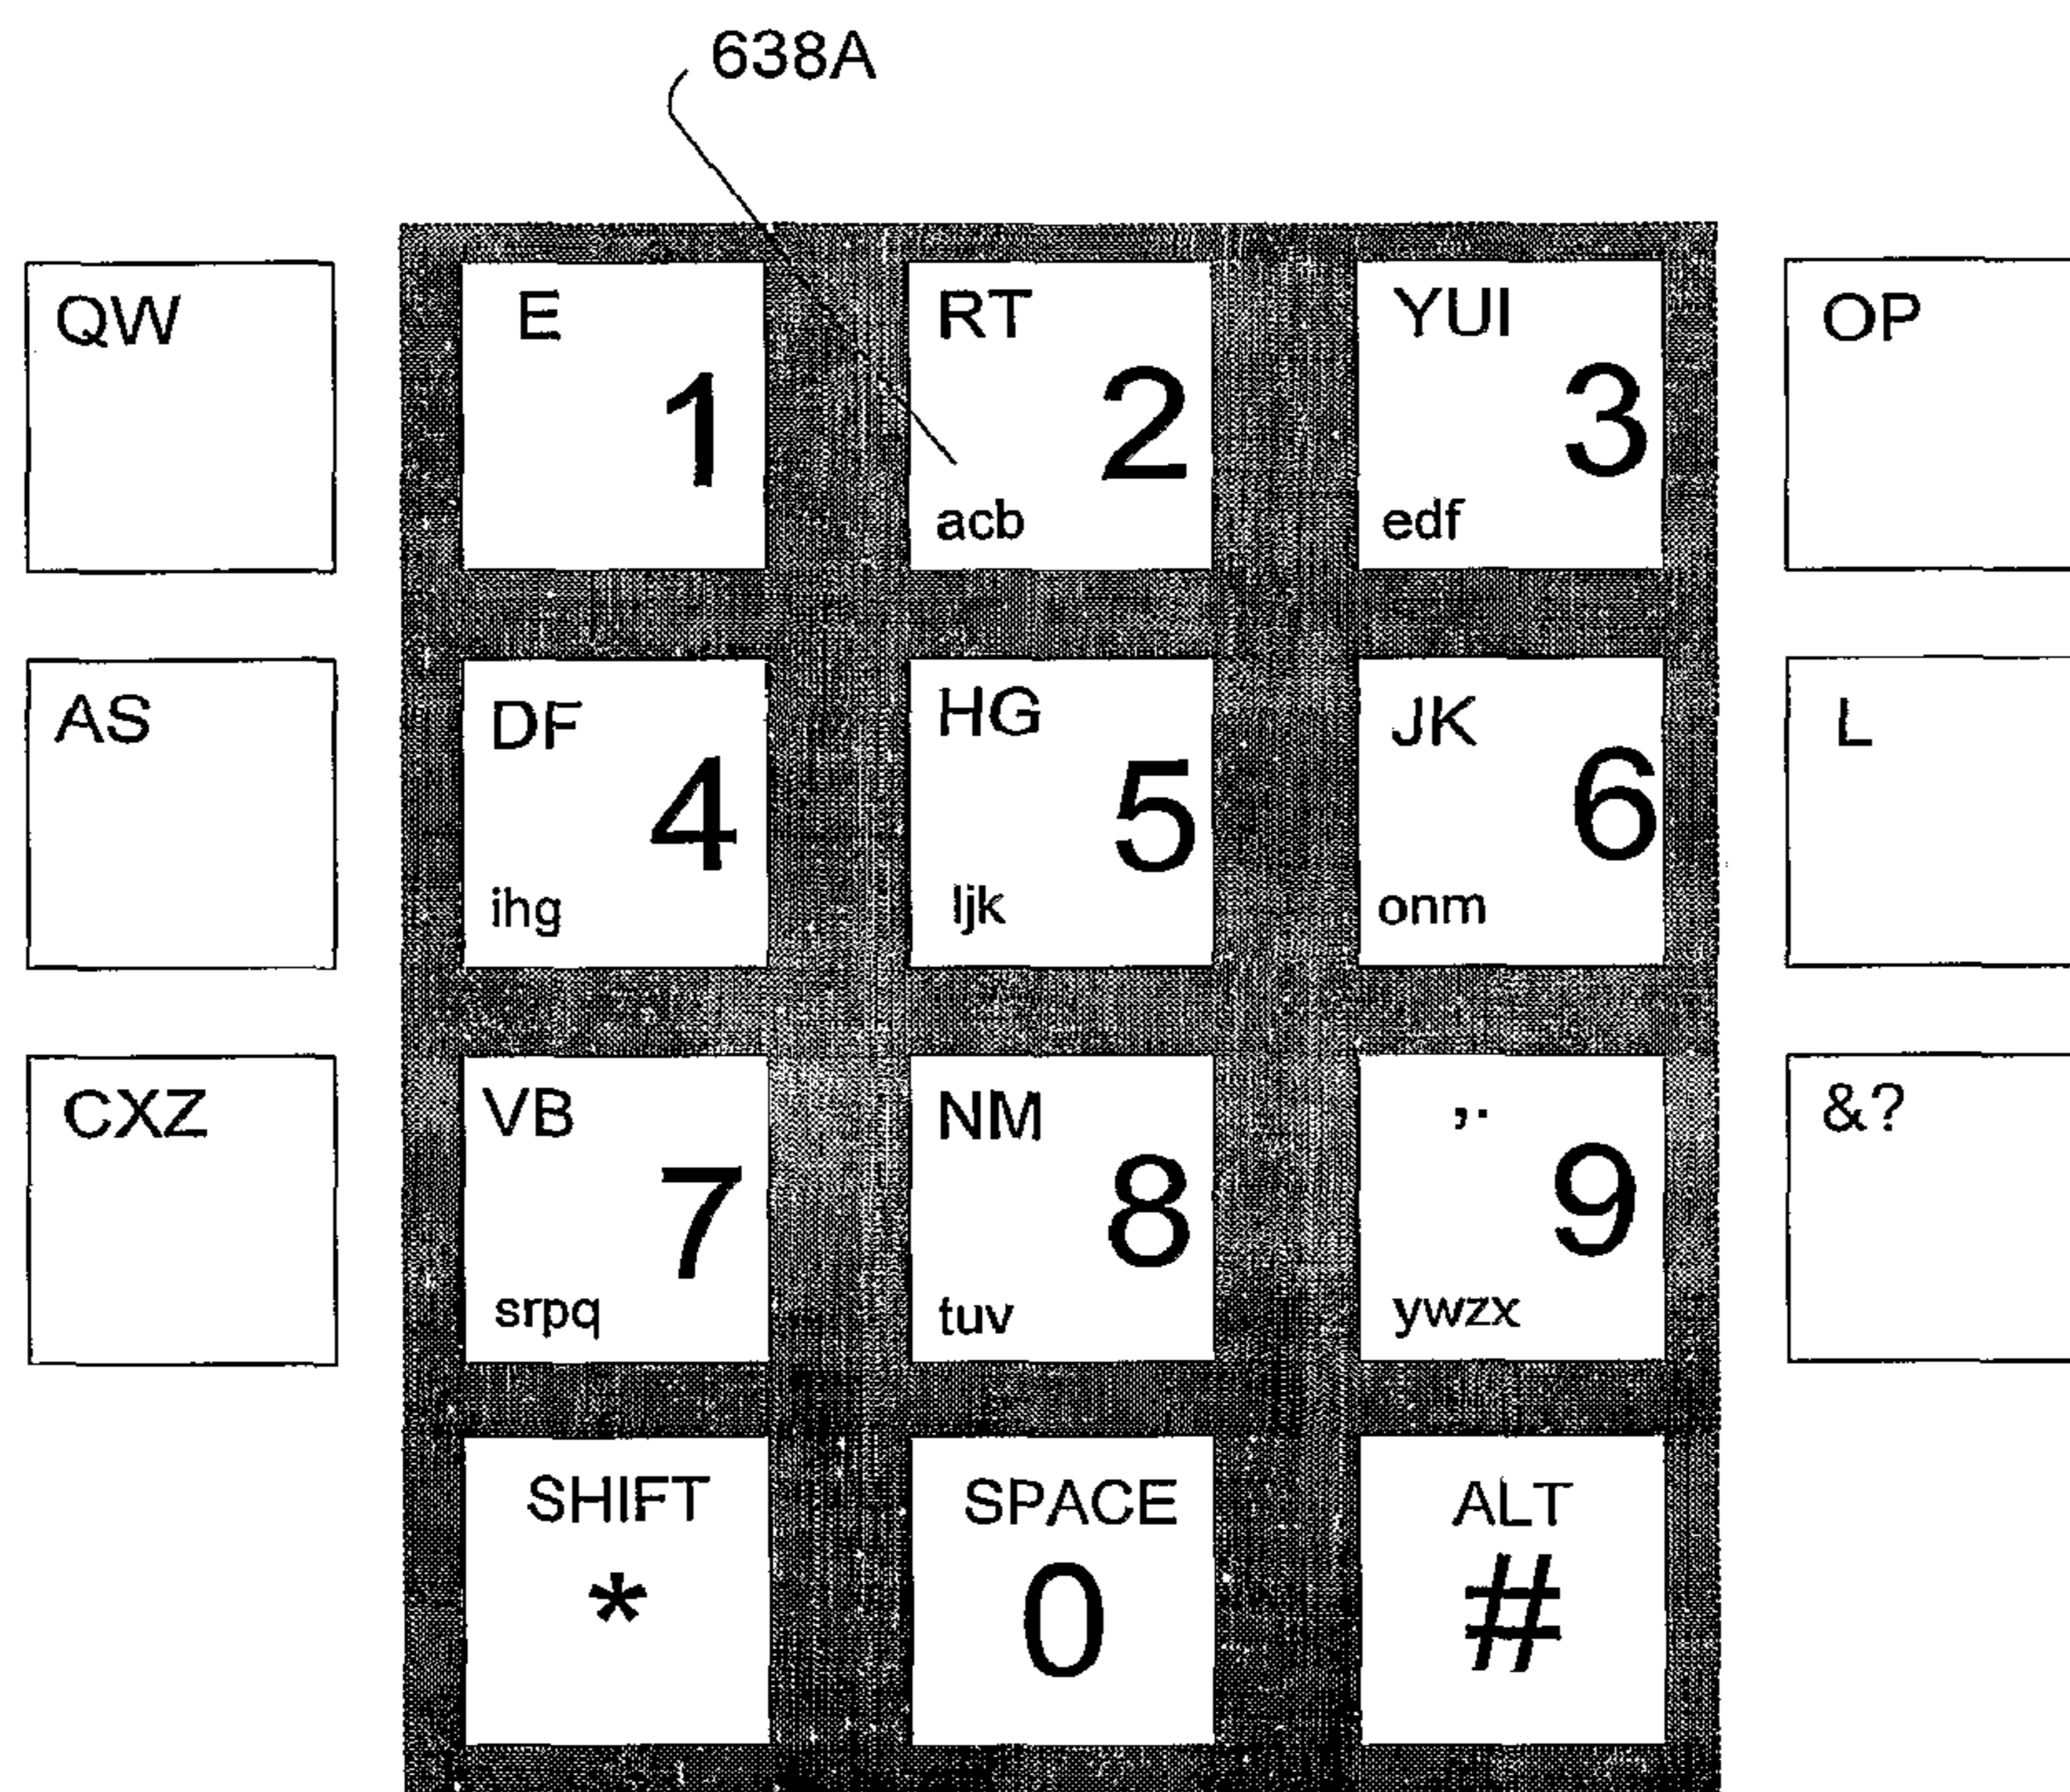 638A
QW E RT YUI OP
1 2 3
acb edf
AS DF HG JK L
4 5 6
ihg ljk onm
CXZ VB NM ,. &?
7 8 9
srpq tuv ywzx
SHIFT SPACE ALT
* 0 #